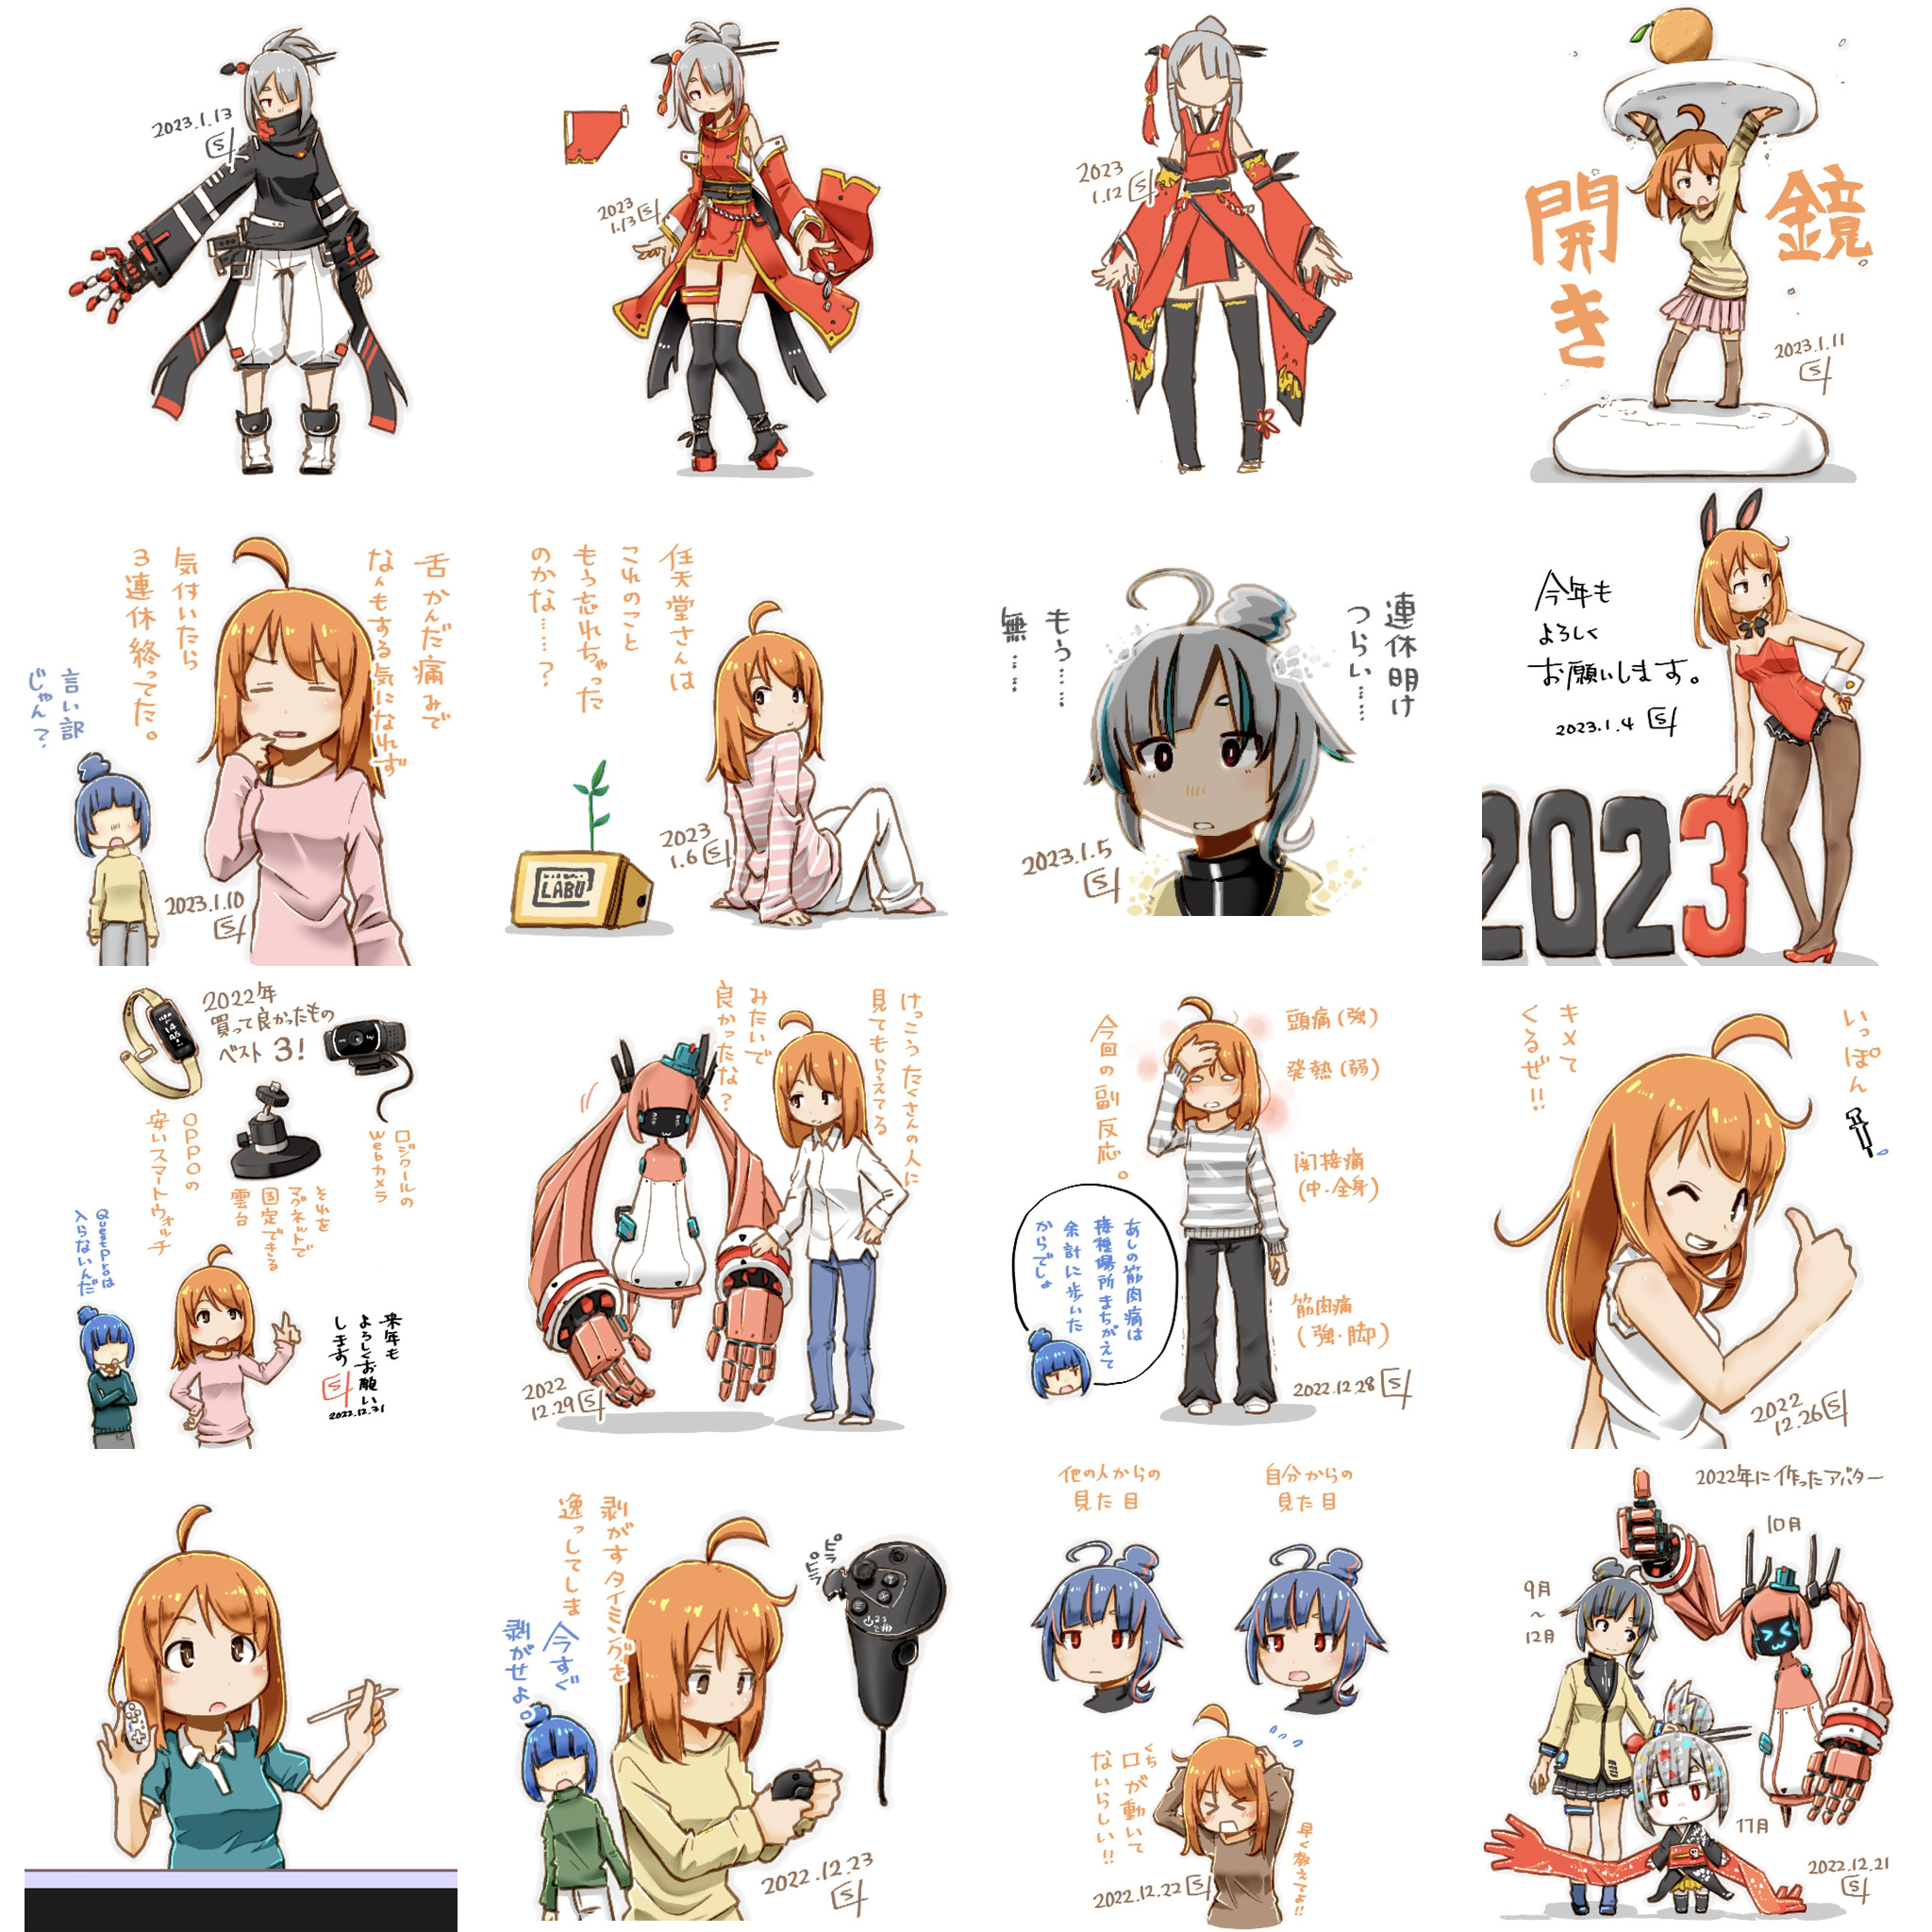 2023.1.13
S
2023
1.13 S
2023
1.12 S
鏡
開き
2023.1.11
S
舌かんだ痛みで
なんもする気になれず
気付いたら
3連休終ってた。
言い訳
じゃん?
2023.1.10
S
任天堂さんは
これのこと
もう忘れちゃった
のかな……?
LABO
2023
1.6 S
連休明け
つらい……
もう……
無……
2023.1.5
S
今年も
よろしく
お願いします。
2023.1.4 S
2023
2022年
買って良かったもの
ベスト3!
OPPOの
安いスマートウォッチ
ロジクールの
Webカメラ
それを
マグネットで
固定できる
雲台
QuestProは
入らないんだ
来年も
よろしくお願い
します
S
2022.12.31
けっこうたくさんの人に
見てもらえてる
みたいで
良かったな?
2022
12.29 S
今回の副反応。
頭痛(強)
発熱(弱)
関接痛
(中・全身)
筋肉痛
(強・脚)
あしの筋肉痛は
接種場所まちがえて
余計に歩いた
からでしょ
2022.12.28 S
いっぽん
キメて
くるぜ!!
2022
12.26 S
剥がすタイミングを
逸っしてしま
今すぐ
剥がせよ。
ピラ
ピラ
2022.12.23
S
他の人からの
見た目
自分からの
見た目
くち
口が動いて
ないらしい!!
早く教えてよ!!
2022.12.22 S
2022年に作ったアバター
10月
9月
~
12月
11月
2022.12.21
S